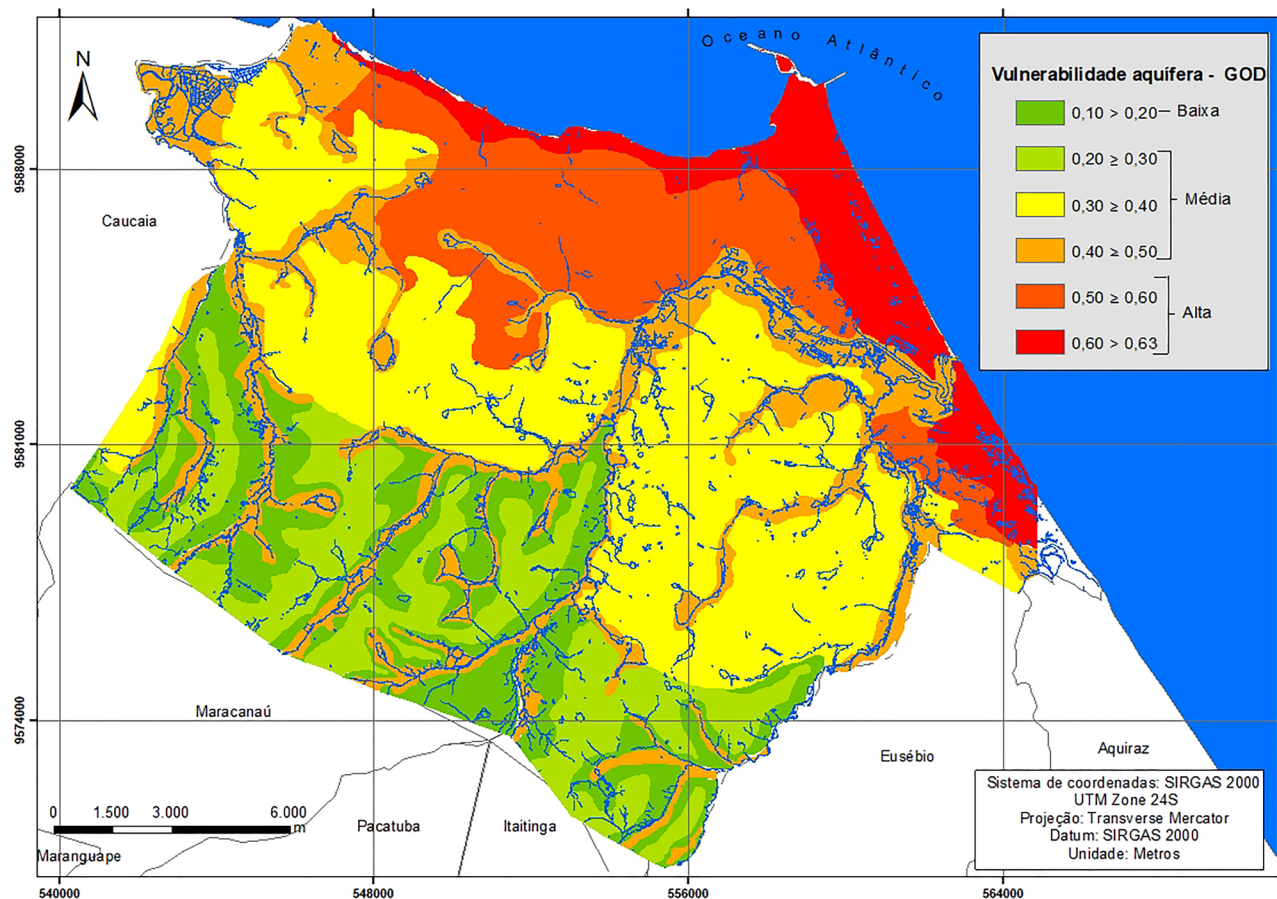 Oceano Atlântico
N
Vulnerabilidade aquífera - GOD
0,10 > 0,20 — Baixa
0,20 ≥ 0,30
0,30 ≥ 0,40
Média
0,40 ≥ 0,50
0,50 ≥ 0,60
Alta
0,60 > 0,63
9588000
Caucaia
9581000
9574000
Maracanaú
Eusébio
Aquiraz
Pacatuba
Itaitinga
Maranguape
0 1.500 3.000 6.000
m
Sistema de coordenadas: SIRGAS 2000
UTM Zone 24S
Projeção: Transverse Mercator
Datum: SIRGAS 2000
Unidade: Metros
540000 548000 556000 564000